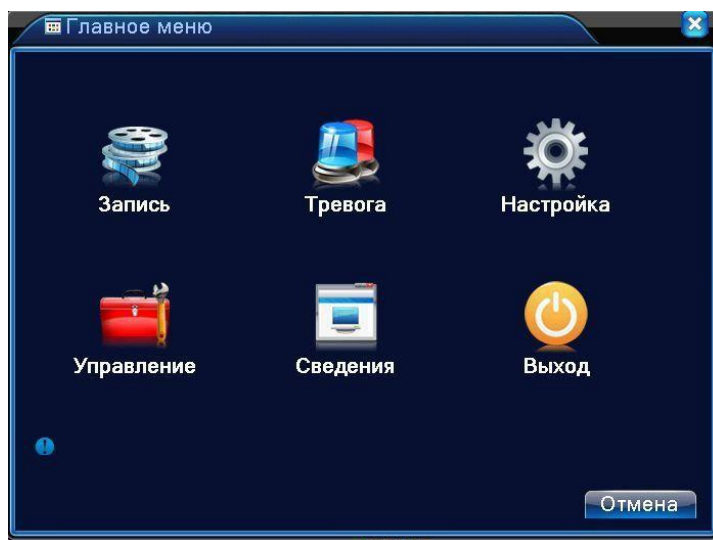 Главное меню
Запись
Тревога
Настройка
Управление
Сведения
Выход
Отмена